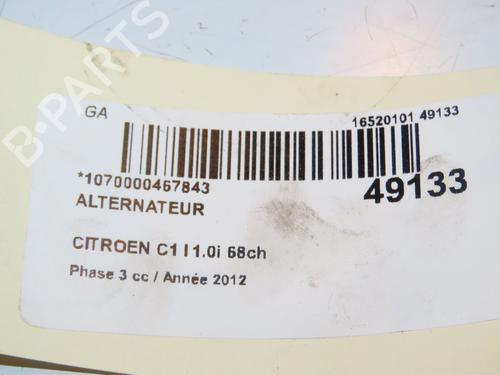 B-PARTS
GA
16520101 49133
*1070000467843
49133
ALTERNATEUR
CITROEN C1 I 1.0i 68ch
Phase 3 cc / Année 2012